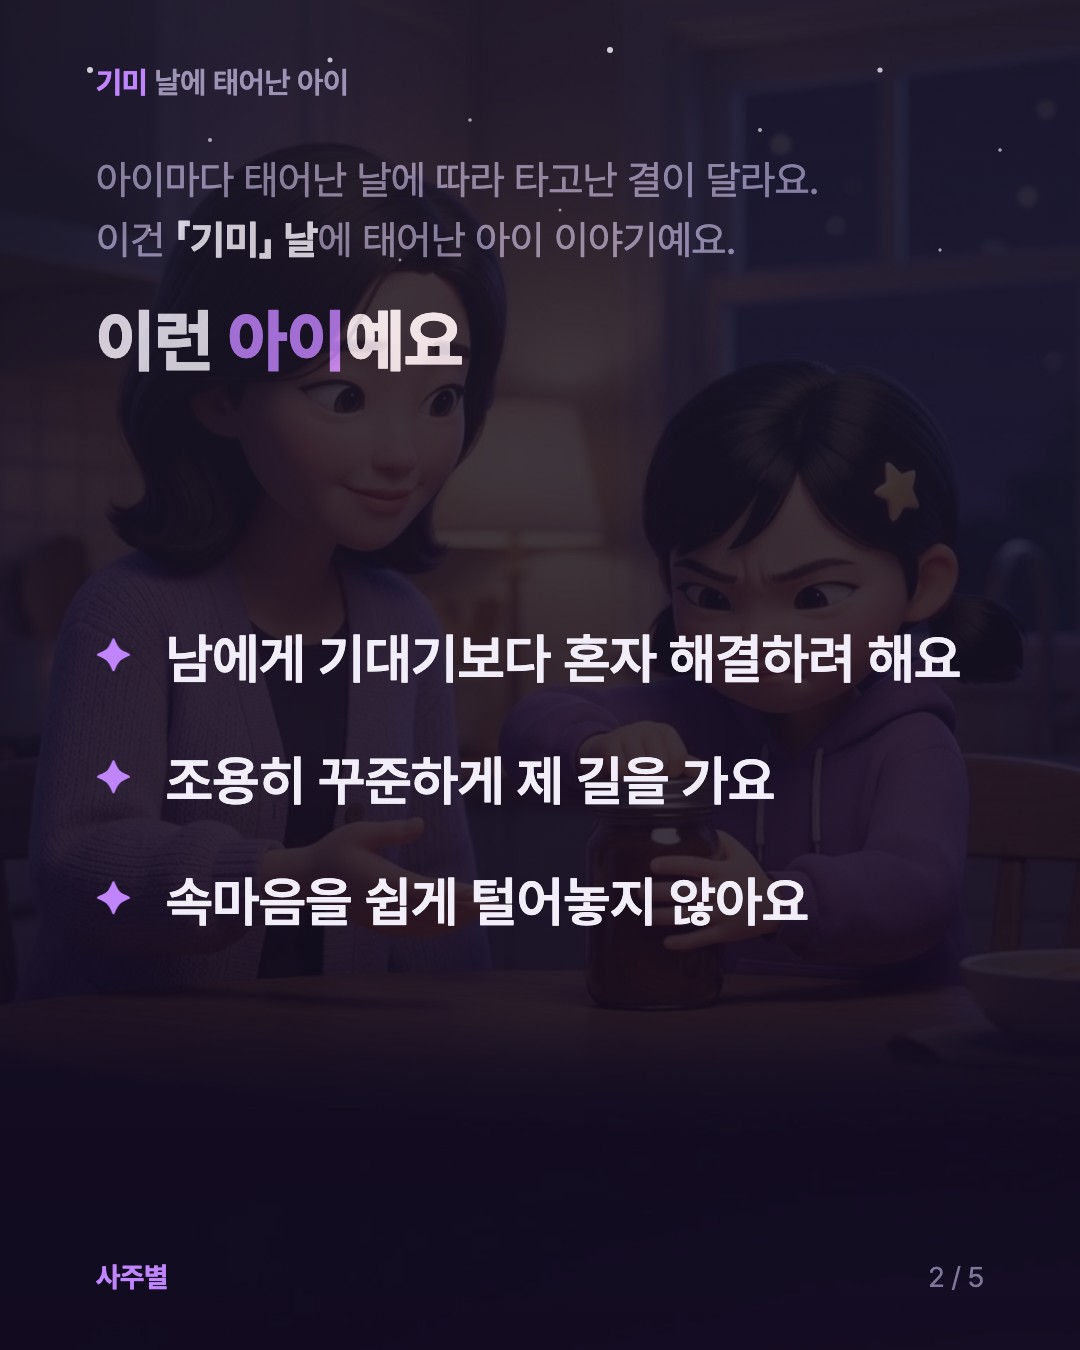 기미 날에 태어난 아이
아이마다 태어난 날에 따라 타고난 결이 달라요.
이건 「기미」 날에 태어난 아이 이야기예요.
이런 아이예요
남에게 기대기보다 혼자 해결하려 해요
조용히 꾸준하게 제 길을 가요
속마음을 쉽게 털어놓지 않아요
사주별
2 / 5